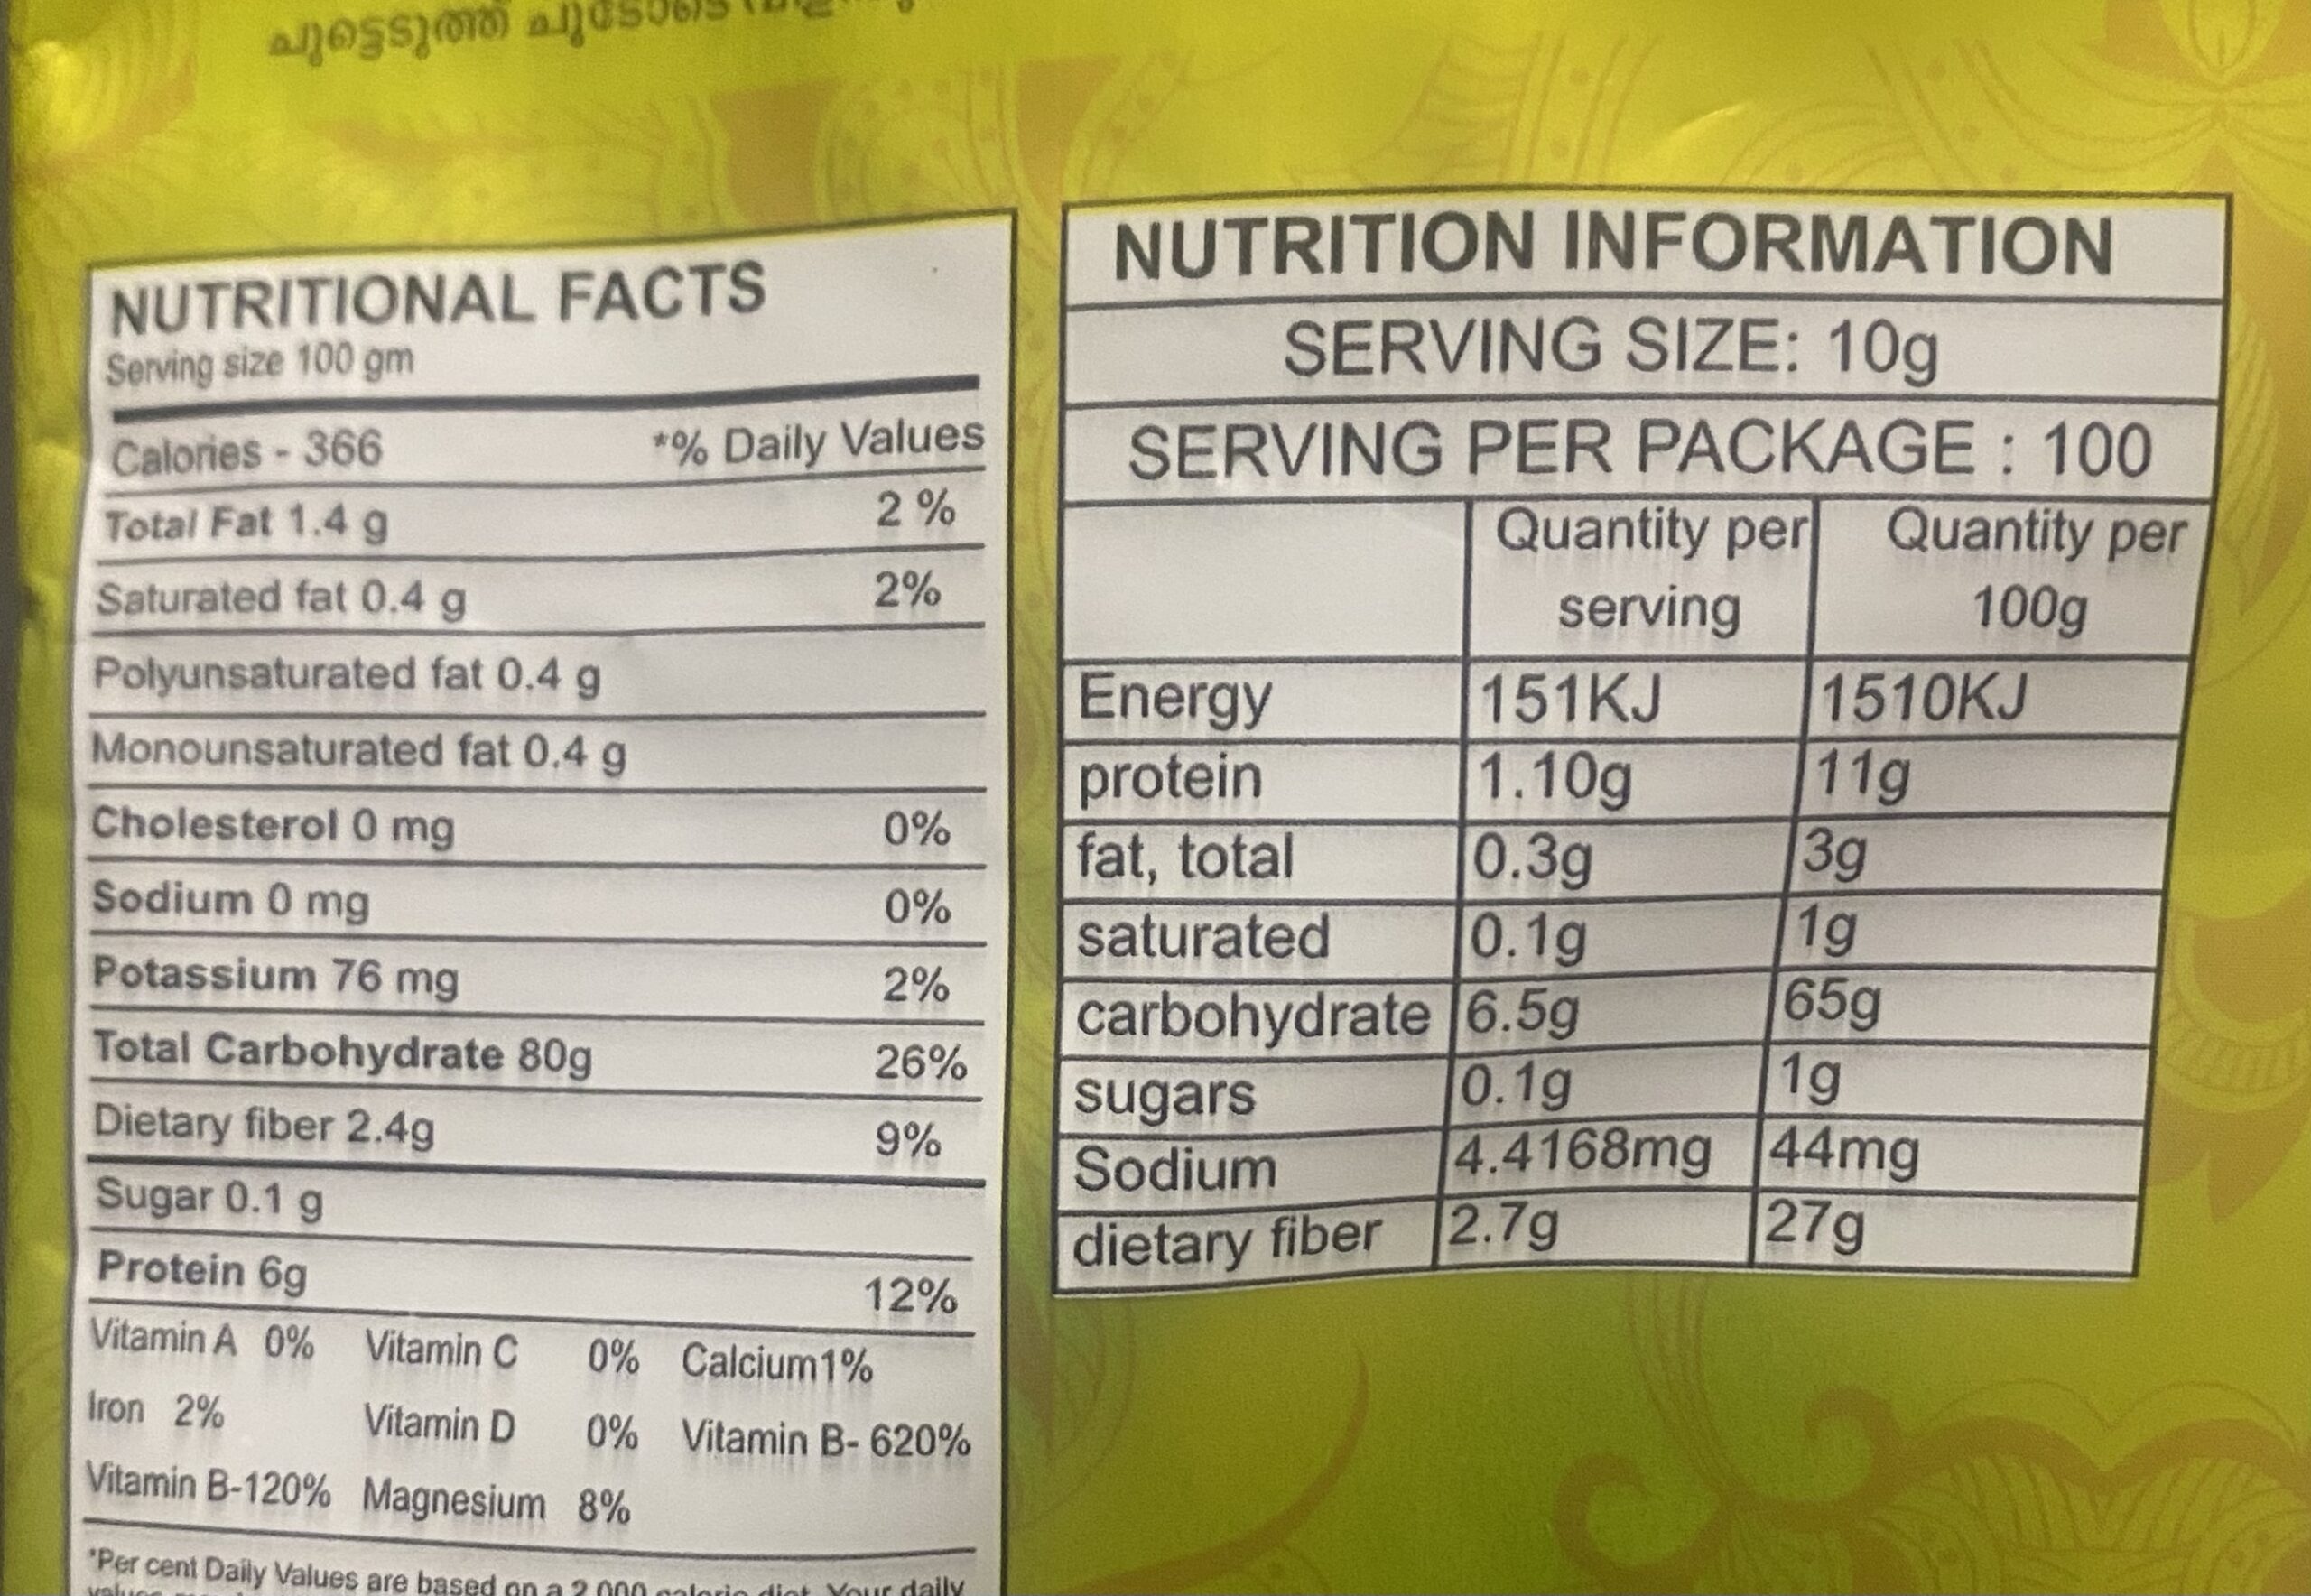 ചുട്ടെടുത്ത് ചൂടോടെ
NUTRITIONAL FACTS
Serving size 100 gm
Calories - 366 *% Daily Values
Total Fat 1.4 g 2 %
Saturated fat 0.4 g 2%
Polyunsaturated fat 0.4 g
Monounsaturated fat 0.4 g
Cholesterol 0 mg 0%
Sodium 0 mg 0%
Potassium 76 mg 2%
Total Carbohydrate 80g 26%
Dietary fiber 2.4g 9%
Sugar 0.1 g
Protein 6g 12%
Vitamin A 0% Vitamin C 0% Calcium1%
Iron 2% Vitamin D 0% Vitamin B- 620%
Vitamin B-120% Magnesium 8%
*Per cent Daily Values are based on a 2,000 calorie diet. Your daily
NUTRITION INFORMATION
SERVING SIZE: 10g
SERVING PER PACKAGE : 100
Quantity per serving Quantity per 100g
Energy 151KJ 1510KJ
protein 1.10g 11g
fat, total 0.3g 3g
saturated 0.1g 1g
carbohydrate 6.5g 65g
sugars 0.1g 1g
Sodium 4.4168mg 44mg
dietary fiber 2.7g 27g